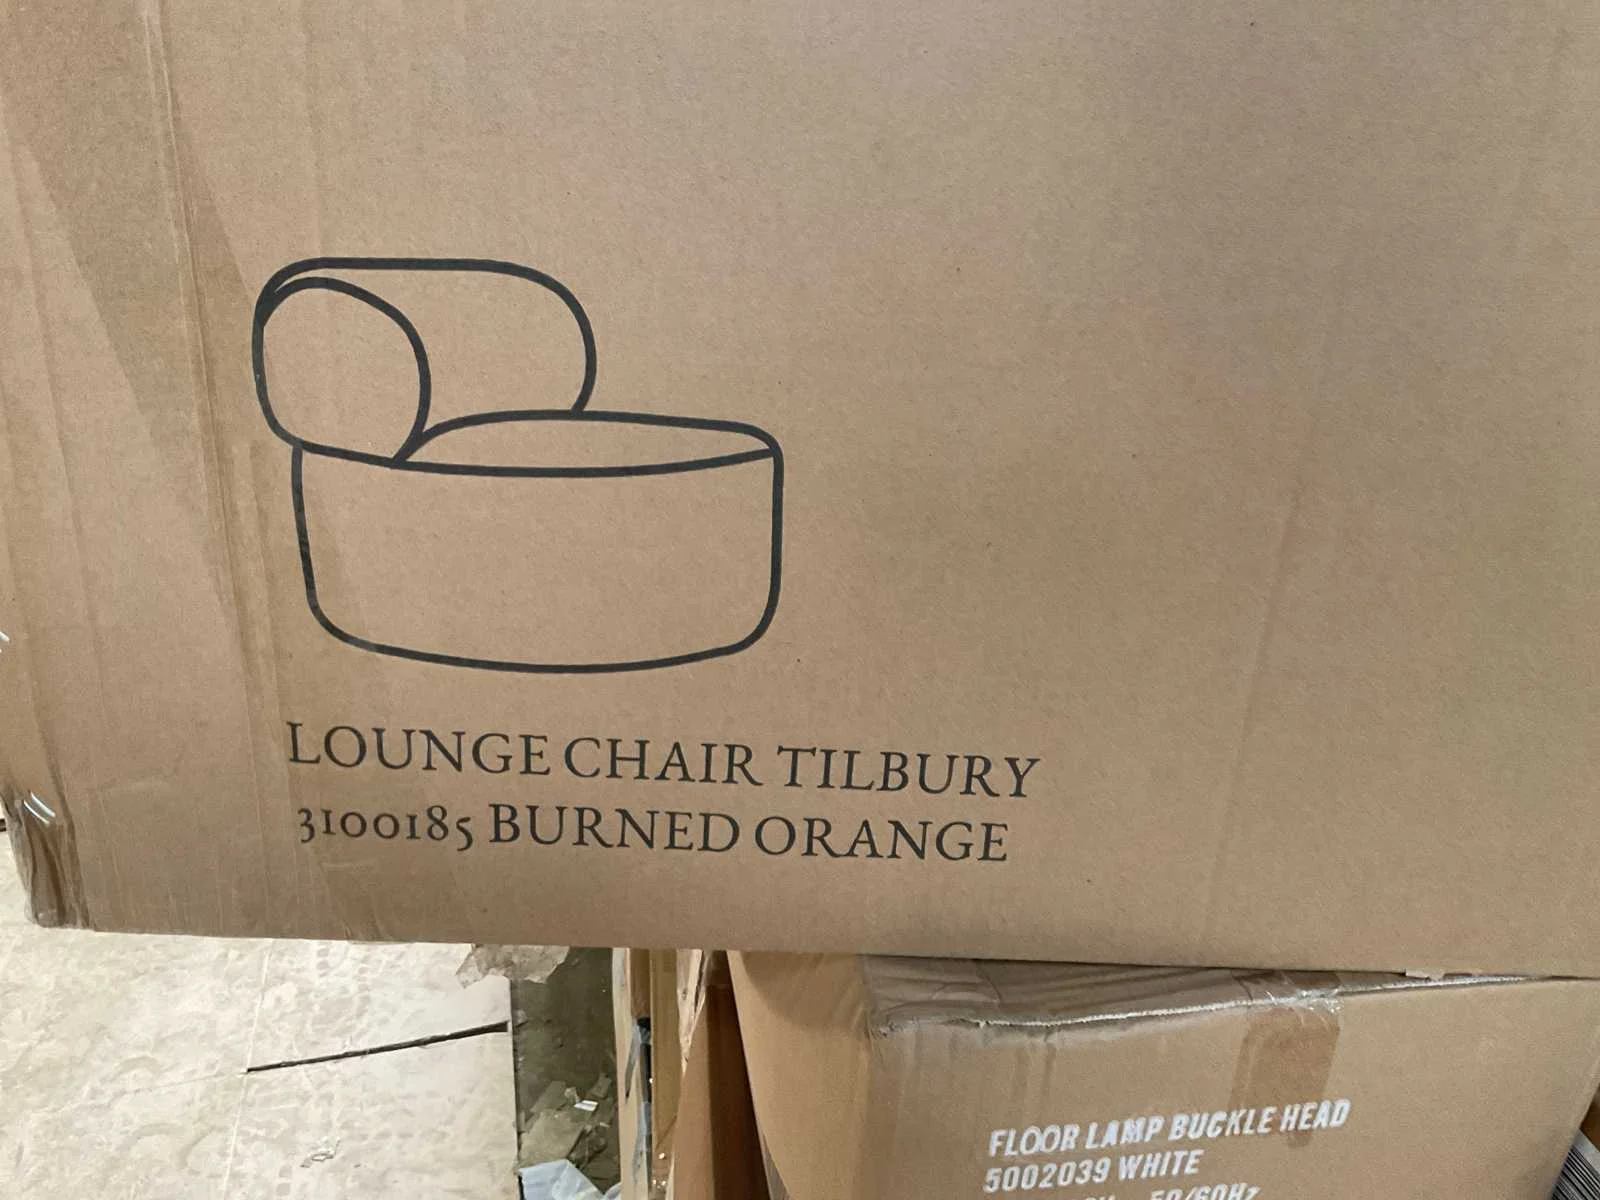 LOUNGE CHAIR TILBURY
3100185 BURNED ORANGE
FLOOR LAMP BUCKLE HEAD
5002039 WHITE
50/60Hz